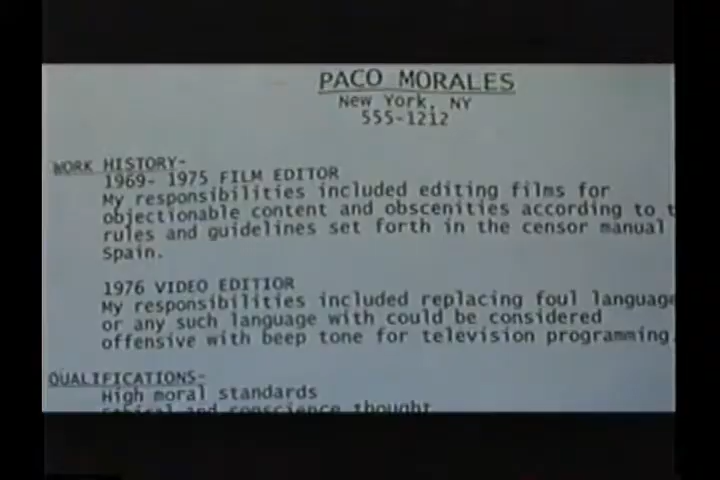 PACO MORALES
New York, NY
555-1212
WORK HISTORY-
1969- 1975 FILM EDITOR
My responsibilities included editing films for
objectionable content and obscenities according to t
rules and guidelines set forth in the censor manual
Spain.
1976 VIDEO EDITIOR
My responsibilities included replacing foul language
or any such language with could be considered
offensive with beep tone for television programming.
QUALIFICATIONS-
High moral standards
and conscience thought